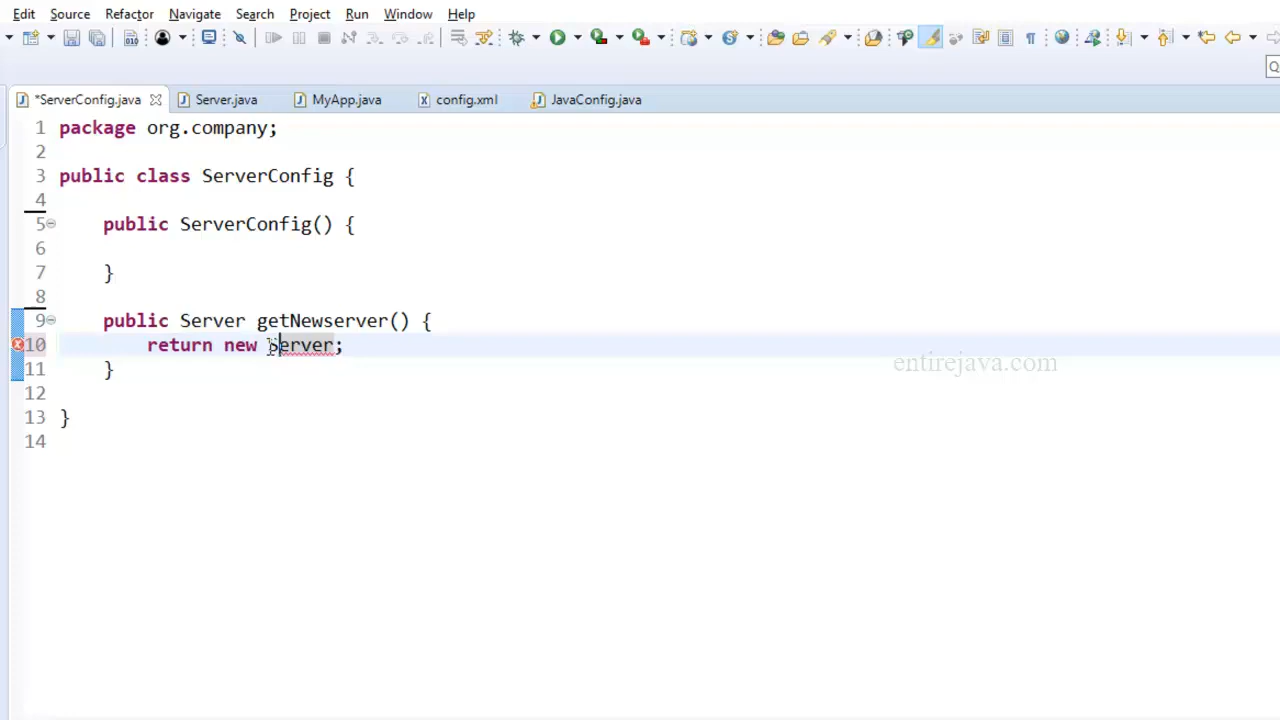 Edit Source Refactor Navigate Search Project Run Window Help
*ServerConfig.java Server.java MyApp.java config.xml JavaConfig.java
1 package org.company;
2
3 public class ServerConfig {
4
5 public ServerConfig() {
6
7 }
8
9 public Server getNewserver() {
10 return new Server;
11 }
12
13 }
14
entirejava.com